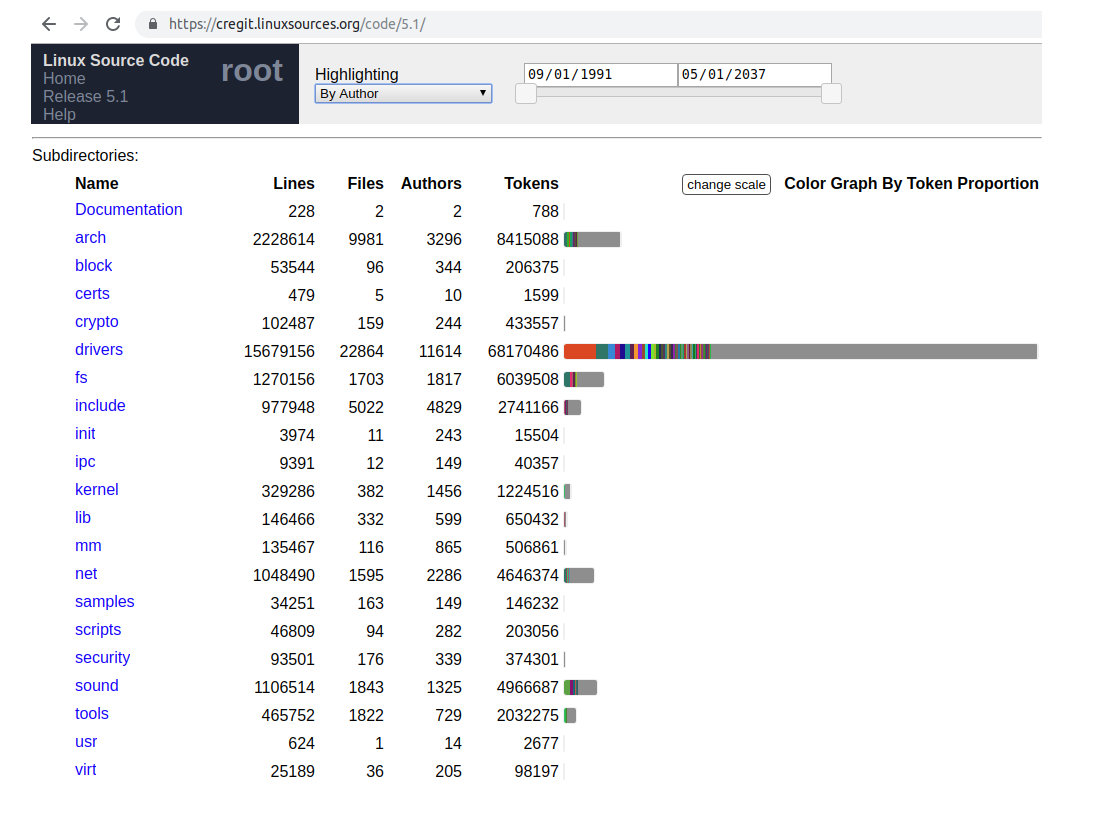 https://cregit.linuxsources.org/code/5.1/
Linux Source Code root
Home
Release 5.1
Help
Highlighting
By Author
09/01/1991 05/01/2037
Subdirectories:
Name Lines Files Authors Tokens change scale Color Graph By Token Proportion
Documentation 228 2 2 788
arch 2228614 9981 3296 8415088
block 53544 96 344 206375
certs 479 5 10 1599
crypto 102487 159 244 433557
drivers 15679156 22864 11614 68170486
fs 1270156 1703 1817 6039508
include 977948 5022 4829 2741166
init 3974 11 243 15504
ipc 9391 12 149 40357
kernel 329286 382 1456 1224516
lib 146466 332 599 650432
mm 135467 116 865 506861
net 1048490 1595 2286 4646374
samples 34251 163 149 146232
scripts 46809 94 282 203056
security 93501 176 339 374301
sound 1106514 1843 1325 4966687
tools 465752 1822 729 2032275
usr 624 1 14 2677
virt 25189 36 205 98197